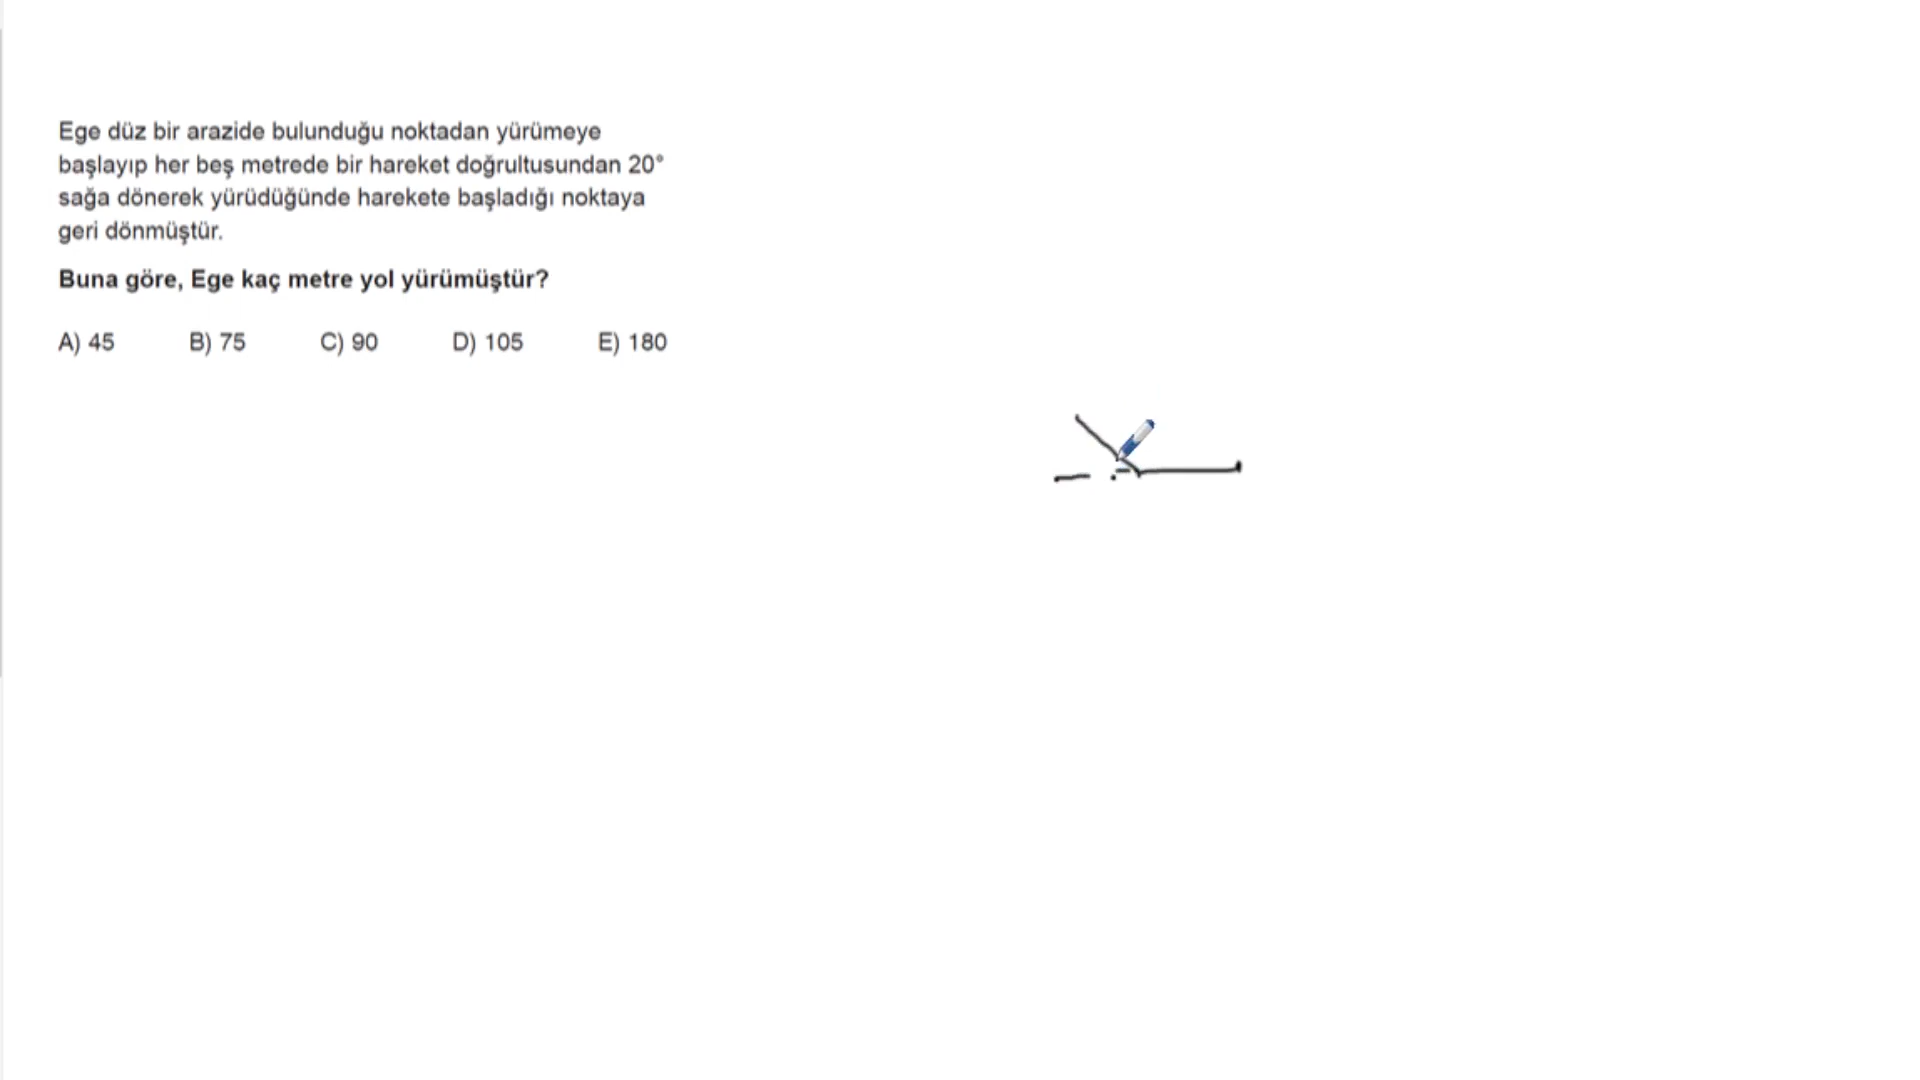 Ege düz bir arazide bulunduğu noktadan yürümeye
başlayıp her beş metrede bir hareket doğrultusundan 20°
sağa dönerek yürüdüğünde harekete başladığı noktaya
geri dönmüştür.
Buna göre, Ege kaç metre yol yürümüştür?
A) 45 B) 75 C) 90 D) 105 E) 180